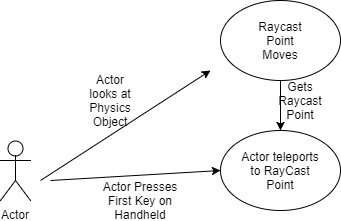 Raycast
Point
Moves
Actor
looks at
Physics
Object
Gets
Raycast
Point
Actor teleports
to RayCast
Point
Actor Presses
First Key on
Handheld
Actor